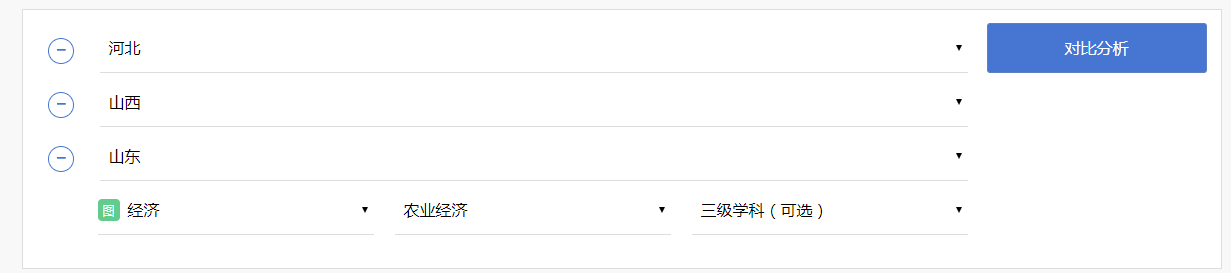 河北
对比分析
山西
山东
图 经济 农业经济 三级学科（可选）